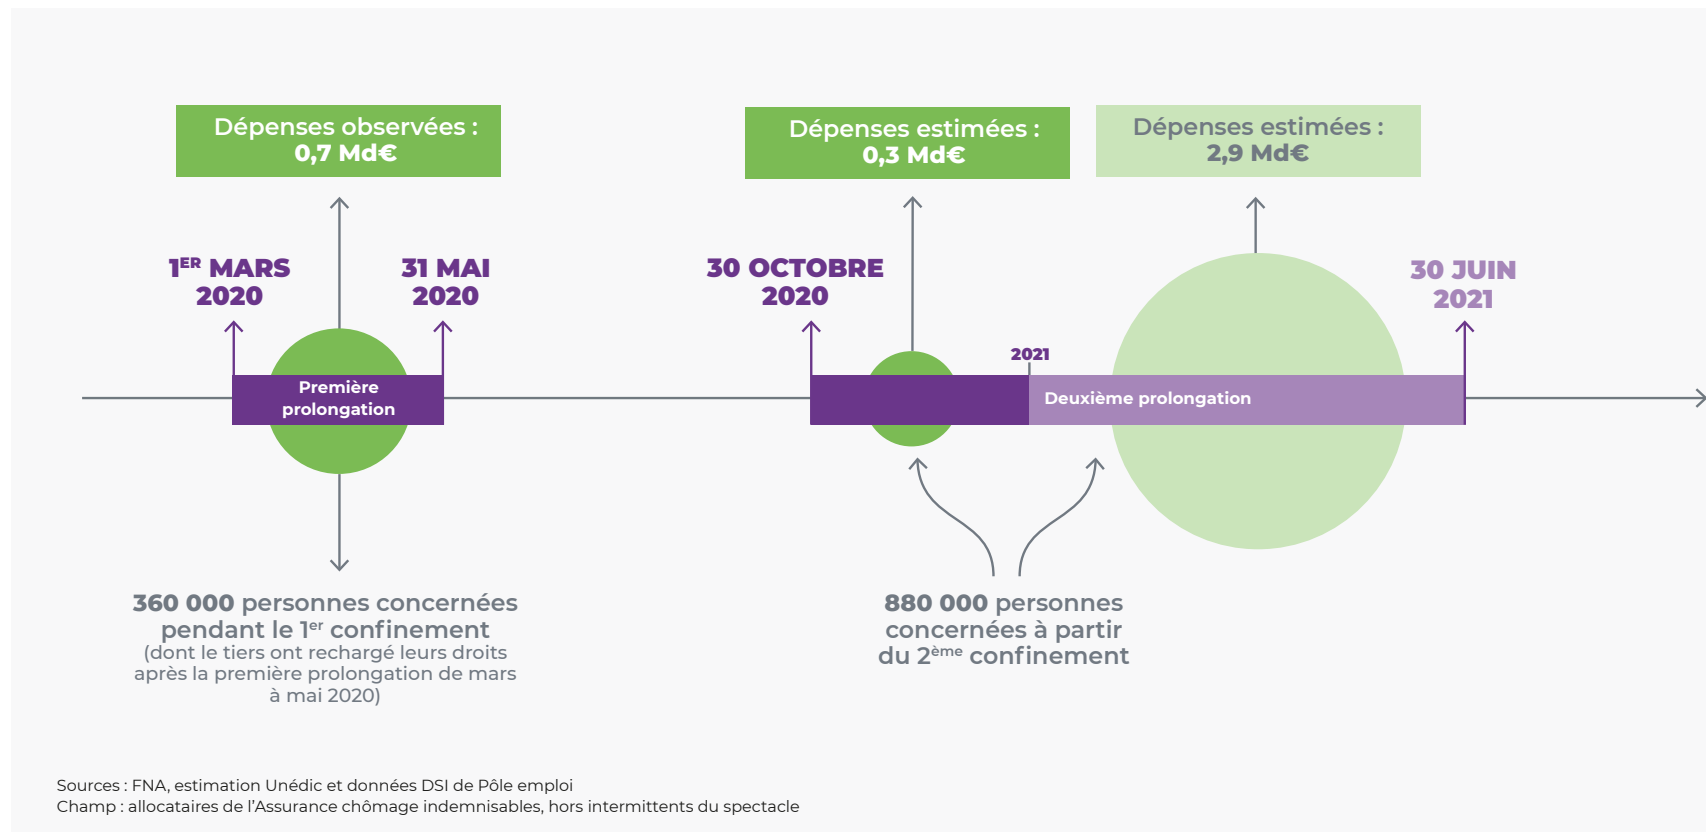 Dépenses observées :
0,7 Md€
Dépenses estimées :
0,3 Md€
Dépenses estimées :
2,9 Md€
1ER MARS
2020
31 MAI
2020
30 OCTOBRE
2020
30 JUIN
2021
2021
Première
prolongation
Deuxième prolongation
360 000 personnes concernées
pendant le 1er confinement
(dont le tiers ont rechargé leurs droits
après la première prolongation de mars
à mai 2020)
880 000 personnes
concernées à partir
du 2ème confinement
Sources : FNA, estimation Unédic et données DSI de Pôle emploi
Champ : allocataires de l’Assurance chômage indemnisables, hors intermittents du spectacle